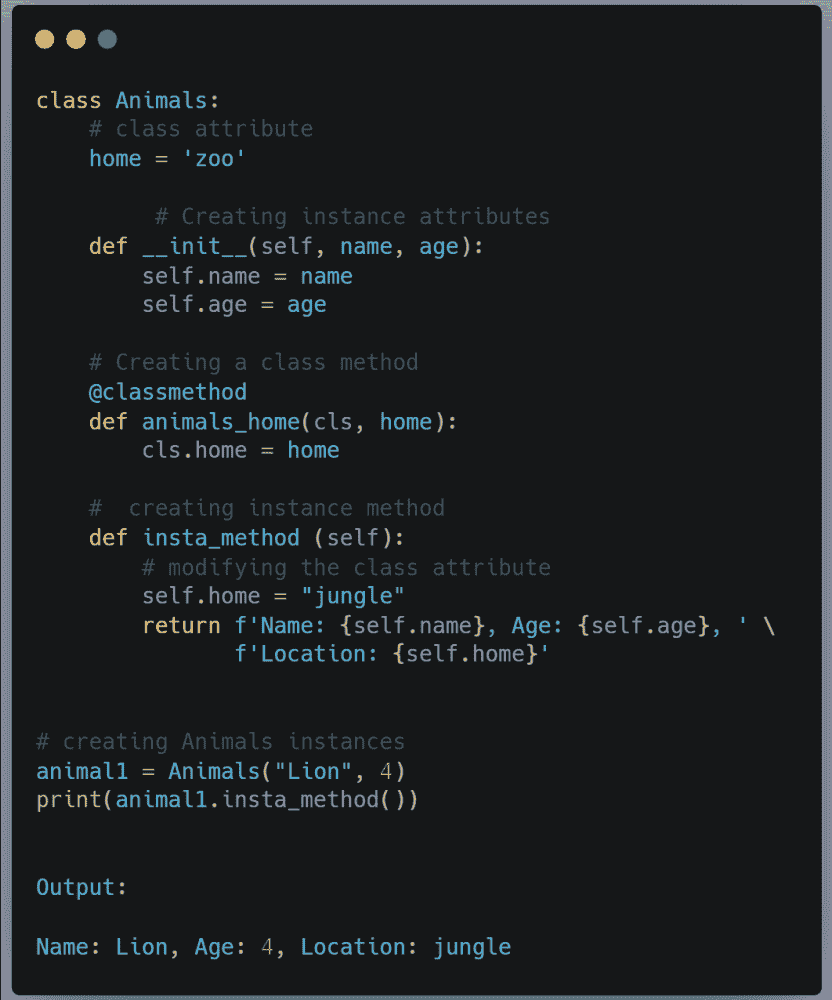 class Animals:
    # class attribute
    home = 'zoo'

         # Creating instance attributes
    def __init__(self, name, age):
        self.name = name
        self.age = age

    # Creating a class method
    @classmethod
    def animals_home(cls, home):
        cls.home = home

    #  creating instance method
    def insta_method (self):
        # modifying the class attribute
        self.home = "jungle"
        return f'Name: {self.name}, Age: {self.age}, ' \
               f'Location: {self.home}'


# creating Animals instances
animal1 = Animals("Lion", 4)
print(animal1.insta_method())


Output:

Name: Lion, Age: 4, Location: jungle